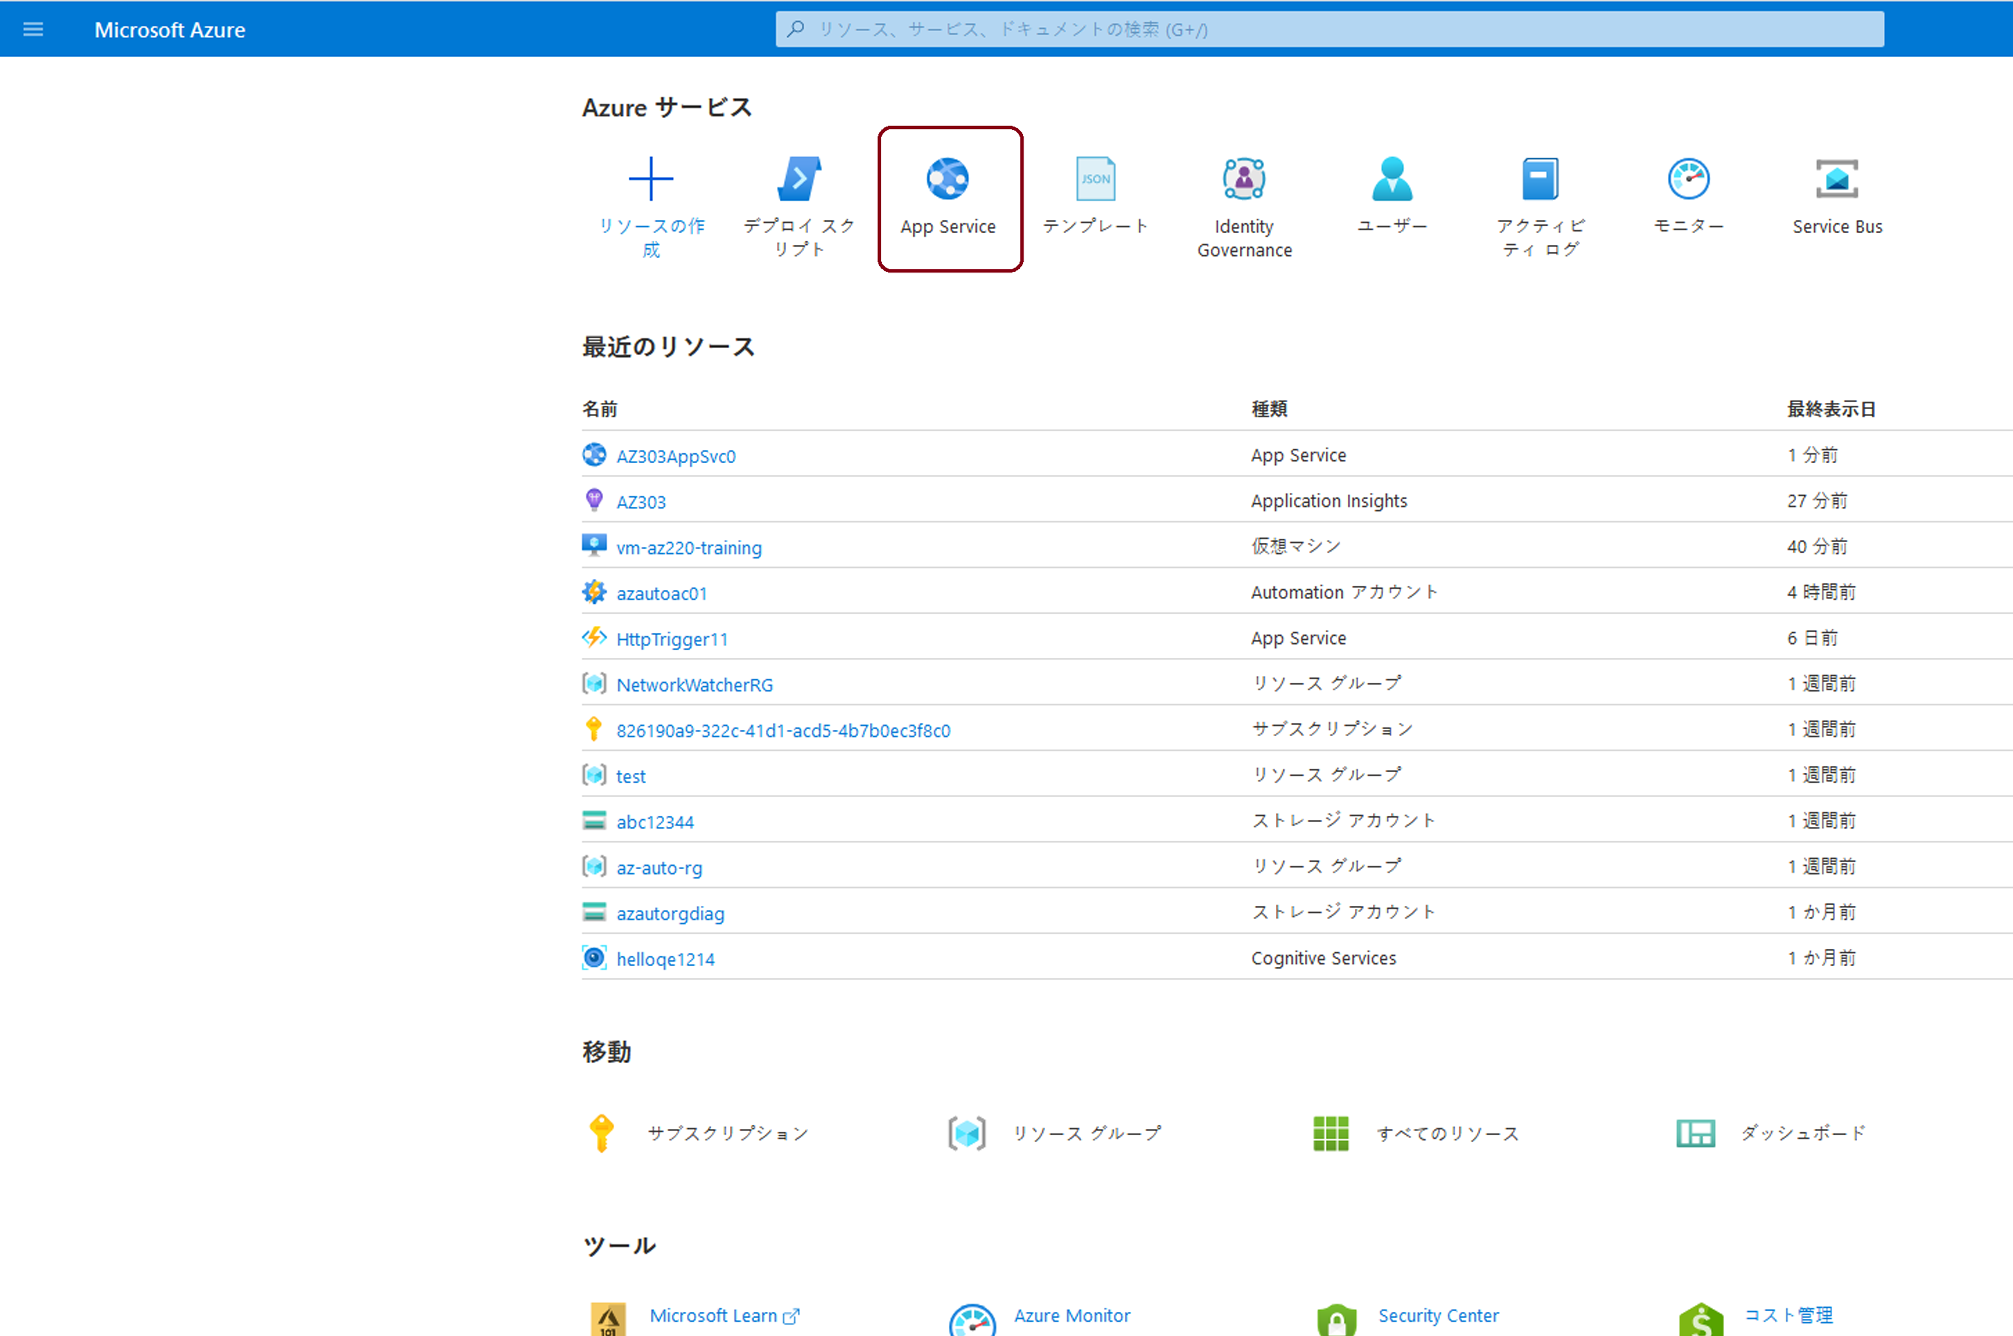 Microsoft Azure
リソース、サービス、ドキュメントの検索 (G+/)
Azure サービス
リソースの作
成
デプロイ スク
リプト
App Service
JSON
テンプレート
Identity
Governance
ユーザー
アクティビ
ティ ログ
モニター
Service Bus
最近のリソース
名前 種類 最終表示日
AZ303AppSvc0 App Service 1 分前
AZ303 Application Insights 27 分前
vm-az220-training 仮想マシン 40 分前
azautoac01 Automation アカウント 4 時間前
HttpTrigger11 App Service 6 日前
NetworkWatcherRG リソース グループ 1 週間前
826190a9-322c-41d1-acd5-4b7b0ec3f8c0 サブスクリプション 1 週間前
test リソース グループ 1 週間前
abc12344 ストレージ アカウント 1 週間前
az-auto-rg リソース グループ 1 週間前
azautorgdiag ストレージ アカウント 1 か月前
helloqe1214 Cognitive Services 1 か月前
移動
サブスクリプション リソース グループ すべてのリソース ダッシュボード
ツール
101
Microsoft Learn Azure Monitor Security Center コスト管理